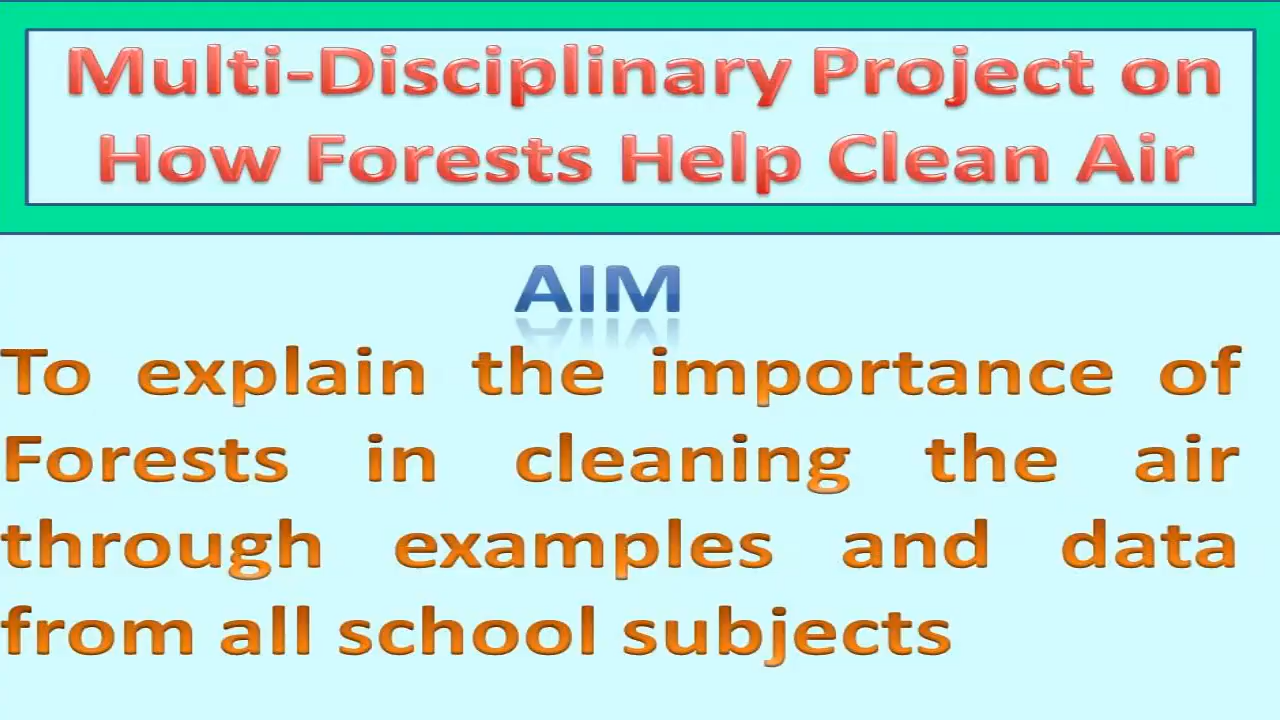 Multi-Disciplinary Project on
How Forests Help Clean Air
AIM
To explain the importance of
Forests in cleaning the air
through examples and data
from all school subjects